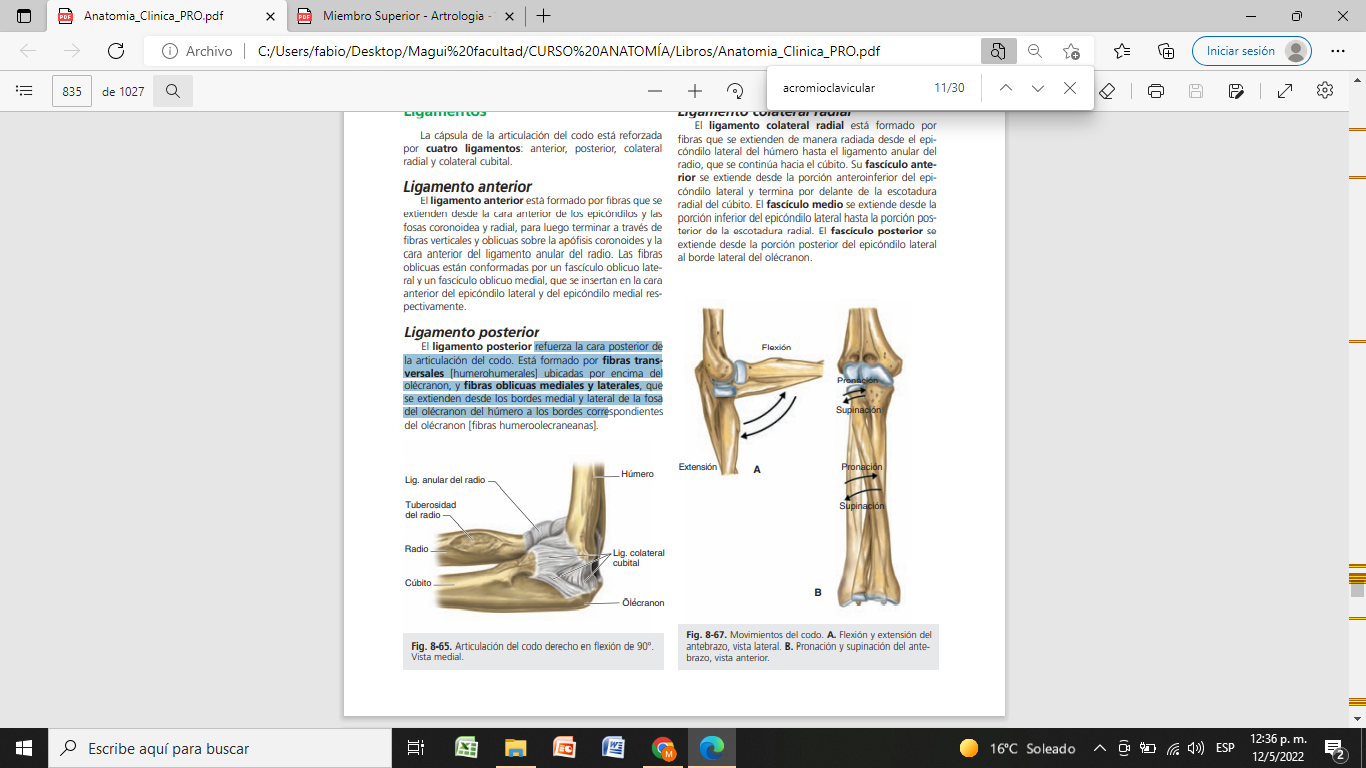 Anatomia_Clinica_PRO.pdf
Miembro Superior - Artrologia -
Archivo
C:/Users/fabio/Desktop/Magui%20facultad/CURSO%20ANATOMÍA/Libros/Anatomia_Clinica_PRO.pdf
Iniciar sesión
835
de 1027
acromioclavicular
11/30
Ligamentos
La cápsula de la articulación del codo está reforzada
por cuatro ligamentos: anterior, posterior, colateral
radial y colateral cubital.
Ligamento anterior
El ligamento anterior está formado por fibras que se
extienden desde la cara anterior de los epicóndilos y las
fosas coronoidea y radial, para luego terminar a través de
fibras verticales y oblicuas sobre la apófisis coronoides y la
cara anterior del ligamento anular del radio. Las fibras
oblicuas están conformadas por un fascículo oblicuo late-
ral y un fascículo oblicuo medial, que se insertan en la cara
anterior del epicóndilo lateral y del epicóndilo medial res-
pectivamente.
Ligamento posterior
El ligamento posterior refuerza la cara posterior de
la articulación del codo. Está formado por fibras trans-
versales [humerohumerales] ubicadas por encima del
olécranon, y fibras oblicuas mediales y laterales, que
se extienden desde los bordes medial y lateral de la fosa
del olécranon del húmero a los bordes correspondientes
del olécranon [fibras humeroolecraneanas].
Húmero
Lig. anular del radio
Tuberosidad
del radio
Radio
Lig. colateral
cubital
Cúbito
Olécranon
Fig. 8-65. Articulación del codo derecho en flexión de 90°.
Vista medial.
Ligamento colateral radial
El ligamento colateral radial está formado por
fibras que se extienden de manera radiada desde el epi-
cóndilo lateral del húmero hasta el ligamento anular del
radio, que se continúa hacia el cúbito. Su fascículo ante-
rior se extiende desde la porción anteroinferior del epi-
cóndilo lateral y termina por delante de la escotadura
radial del cúbito. El fascículo medio se extiende desde la
porción inferior del epicóndilo lateral hasta la porción pos-
terior de la escotadura radial. El fascículo posterior se
extiende desde la porción posterior del epicóndilo lateral
al borde lateral del olécranon.
Flexión
Extensión
A
Pronación
Supinación
Pronación
Supinación
B
Fig. 8-67. Movimientos del codo. A. Flexión y extensión del
antebrazo, vista lateral. B. Pronación y supinación del ante-
brazo, vista anterior.
Escribe aquí para buscar
16°C Soleado
ESP
12:36 p. m.
12/5/2022
2